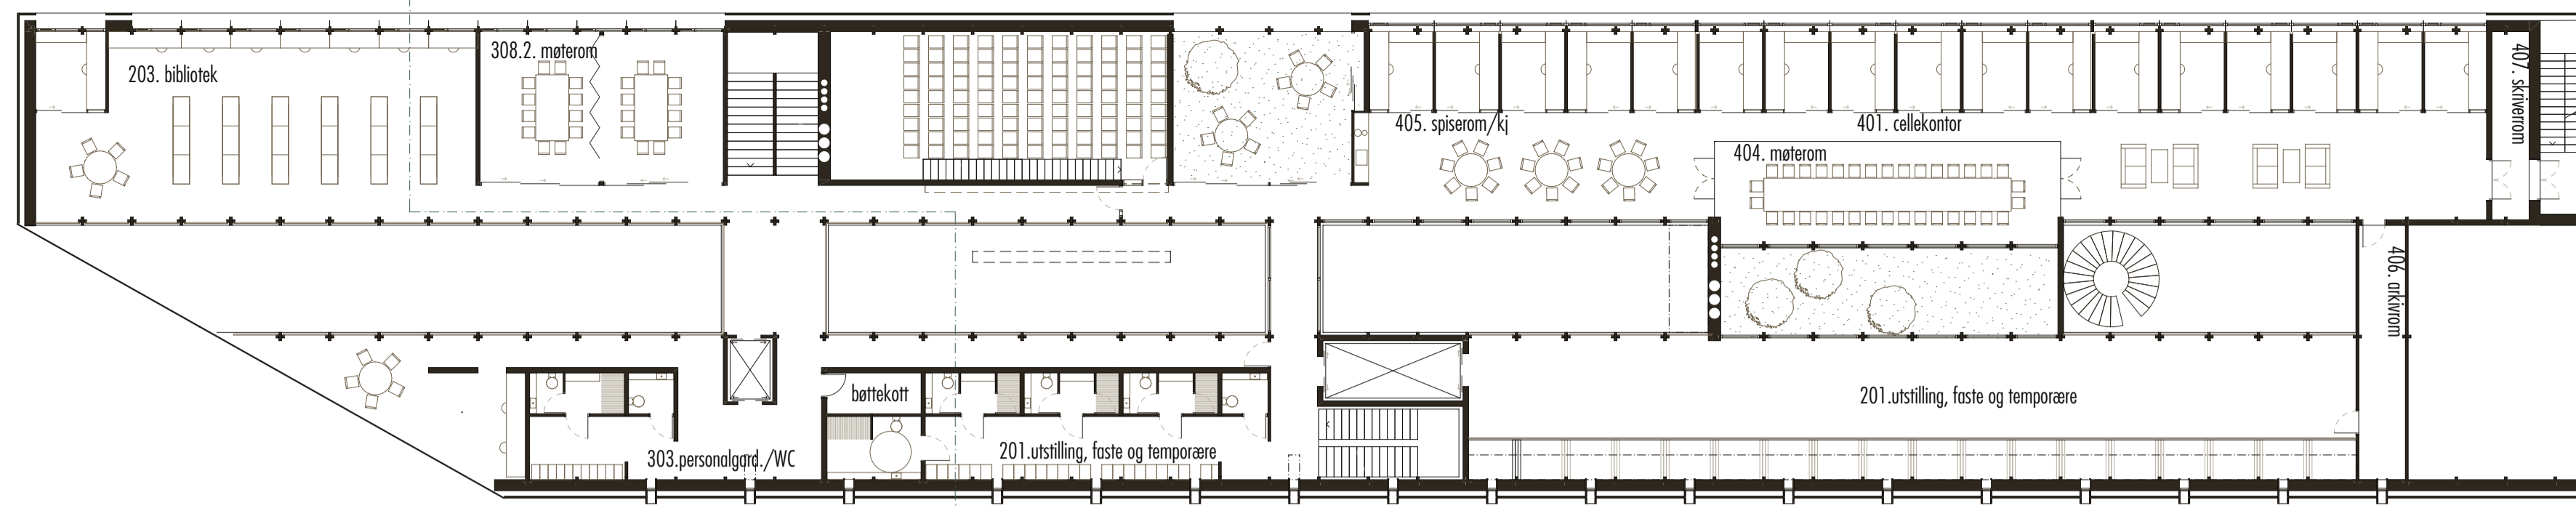 203. bibliotek
308.2. møterom
405. spiserom/kj
401. cellekontor
404. møterom
407. skriverrom
406. arkivrom
bøttekott
303.personalgard./WC
201.utstilling, faste og temporære
201.utstilling, faste og temporære